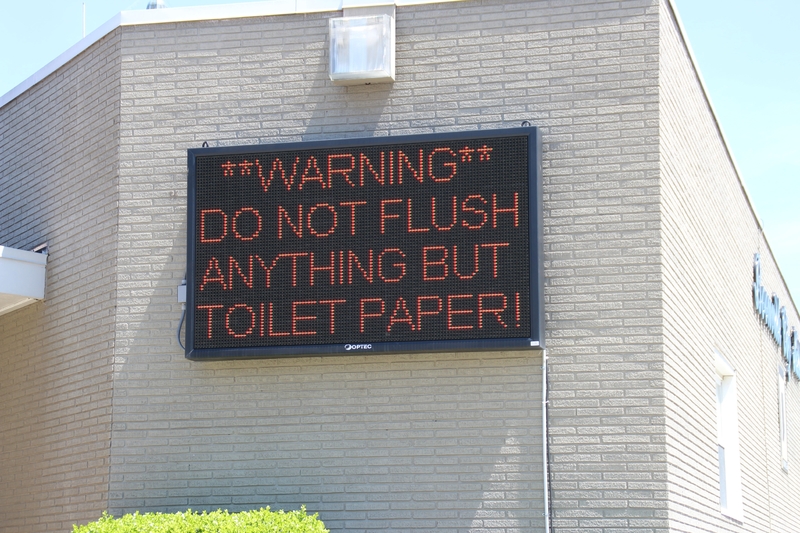 **WARNING**
DO NOT FLUSH
ANYTHING BUT
TOILET PAPER!
OPTEC